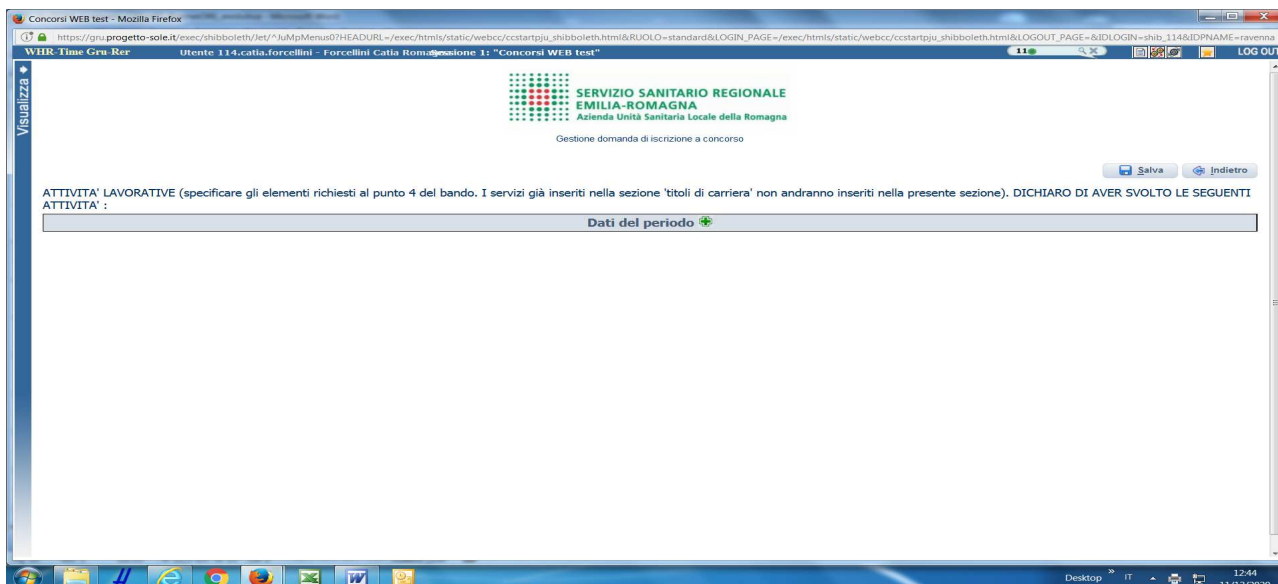 Concorsi WEB test - Mozilla Firefox
https://gru.progetto-sole.it/exec/shibboleth/Jet/^JuMpMenus0?HEADURL=/exec/htmls/static/webcc/ccstartpju_shibboleth.html&RUOLO=standard&LOGIN_PAGE=/exec/htmls/static/webcc/ccstartpju_shibboleth.html&LOGOUT_PAGE=&IDLOGIN=shib_114&IDPNAME=ravenna
WHR-Time Gru-Rer Utente 114.catia.forcellini - Forcellini Catia 1: "Concorsi WEB test" 11 LOG OUT
Visualizza
SERVIZIO SANITARIO REGIONALE
EMILIA-ROMAGNA
Azienda Unità Sanitaria Locale della Romagna
Gestione domanda di iscrizione a concorso
Salva Indietro
ATTIVITA' LAVORATIVE (specificare gli elementi richiesti al punto 4 del bando. I servizi già inseriti nella sezione 'titoli di carriera' non andranno inseriti nella presente sezione). DICHIARO DI AVER SVOLTO LE SEGUENTI
ATTIVITA' :
Dati del periodo
Desktop » IT 12:44
11/12/2020